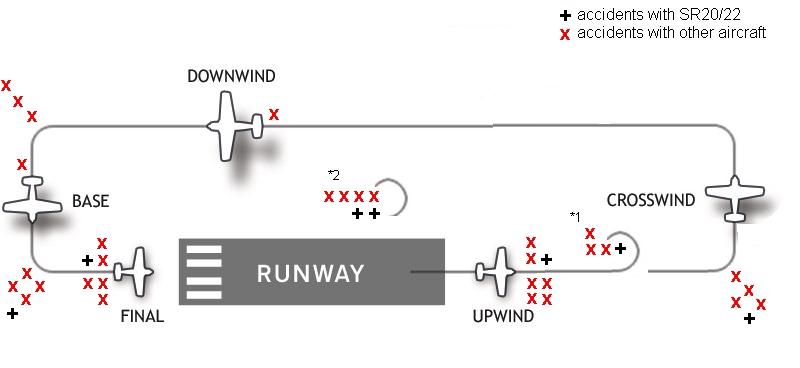 + accidents with SR20/22
x accidents with other aircraft
DOWNWIND
*2
BASE
CROSSWIND
*1
RUNWAY
FINAL
UPWIND